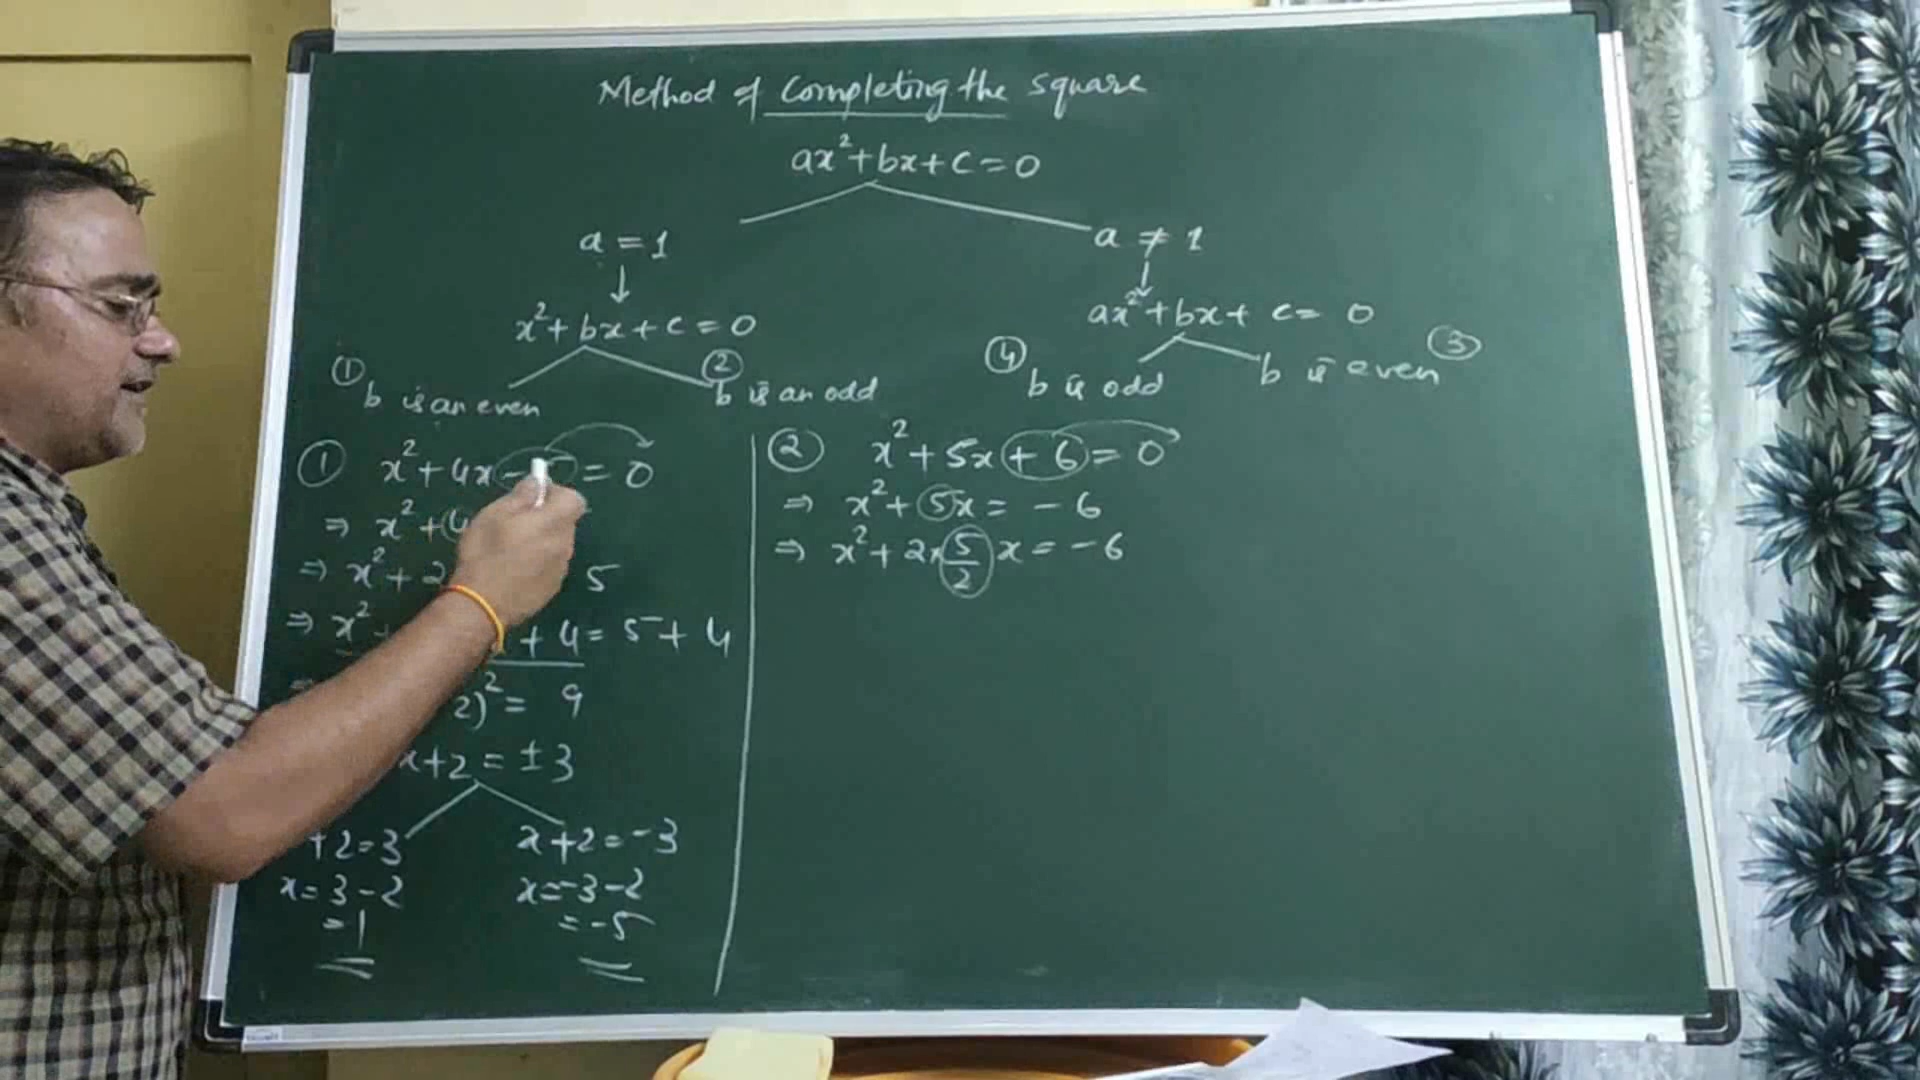 Method of Completing the square
ax²+bx+c=0
a = 1
a ≠ 1
x²+bx+c=0
ax²+bx+c=0
① b is an even
② b is an odd
④ b is odd
b is even ③
① x²+4x- = 0
⇒ x²+4
⇒ x²+2 5
⇒ x²+ +4=5+4
2)²= 9
x+2=±3
+2=3
x+2=-3
x=3-2
x=-3-2
=1
=-5
② x²+5x+6=0
⇒ x²+5x=-6
⇒ x²+2×5/2 x=-6